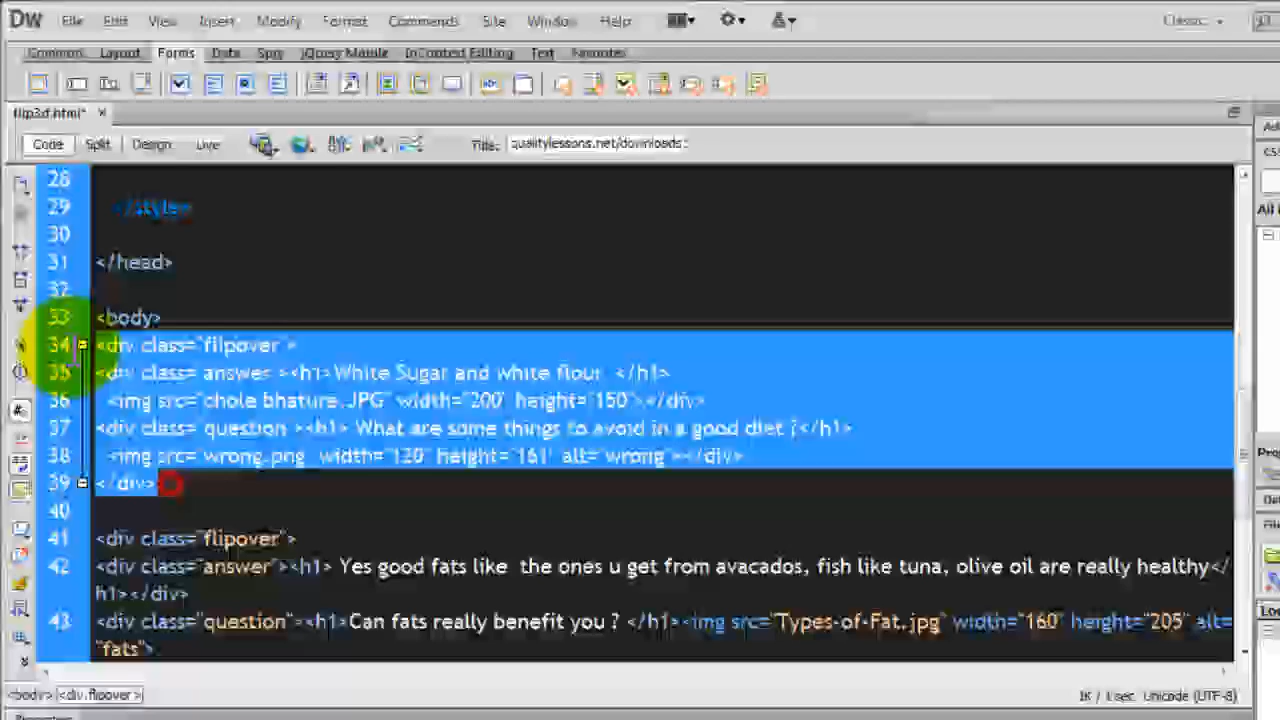 DW File Edit View Insert Modify Format Commands Site Window Help Classic
Common Layout Forms Data Spry jQuery Mobile InContext Editing Text Favorites
flip3d.html* x
Code Split Design Live Title: qualitylessons.net/downloads
28
29 </style>
30
31 </head>
32
33 <body>
34 <div class="flipover">
35 <div class="answer"><h1>White Sugar and white flour </h1>
36 <img src="chole bhature.JPG" width="200" height="150"></div>
37 <div class="question"><h1> What are some things to avoid in a good diet ?</h1>
38 <img src="wrong.png" width="120" height="161" alt="wrong"></div>
39 </div>
40
41 <div class="flipover">
42 <div class="answer"><h1> Yes good fats like the ones u get from avacados, fish like tuna, olive oil are really healthy</
h1></div>
43 <div class="question"><h1>Can fats really benefit you ? </h1><img src="Types-of-Fat.jpg" width="160" height="205" alt=
"fats">
<body> <div.flipover> 1K / 1 sec Unicode (UTF-8)